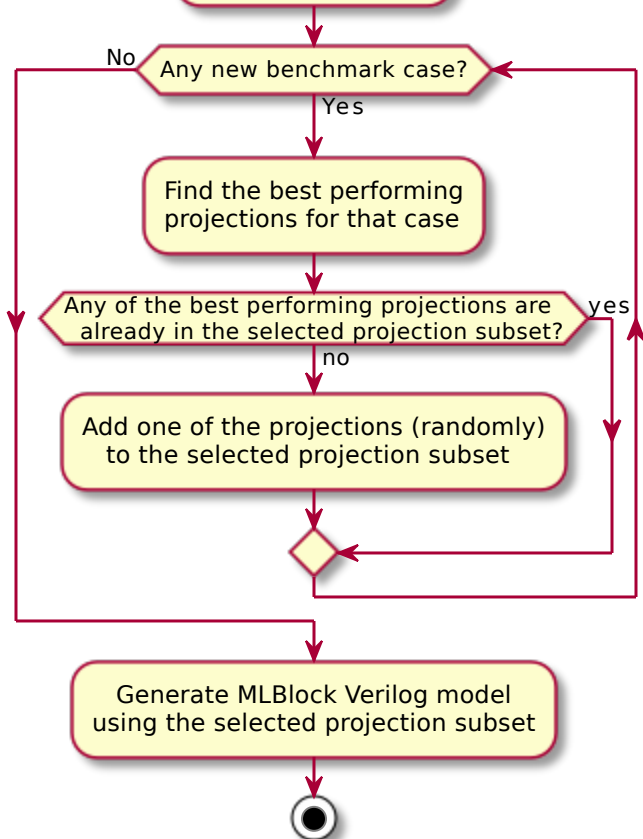 No
Any new benchmark case?
Yes
Find the best performing
projections for that case
Any of the best performing projections are
already in the selected projection subset?
yes
no
Add one of the projections (randomly)
to the selected projection subset
Generate MLBlock Verilog model
using the selected projection subset